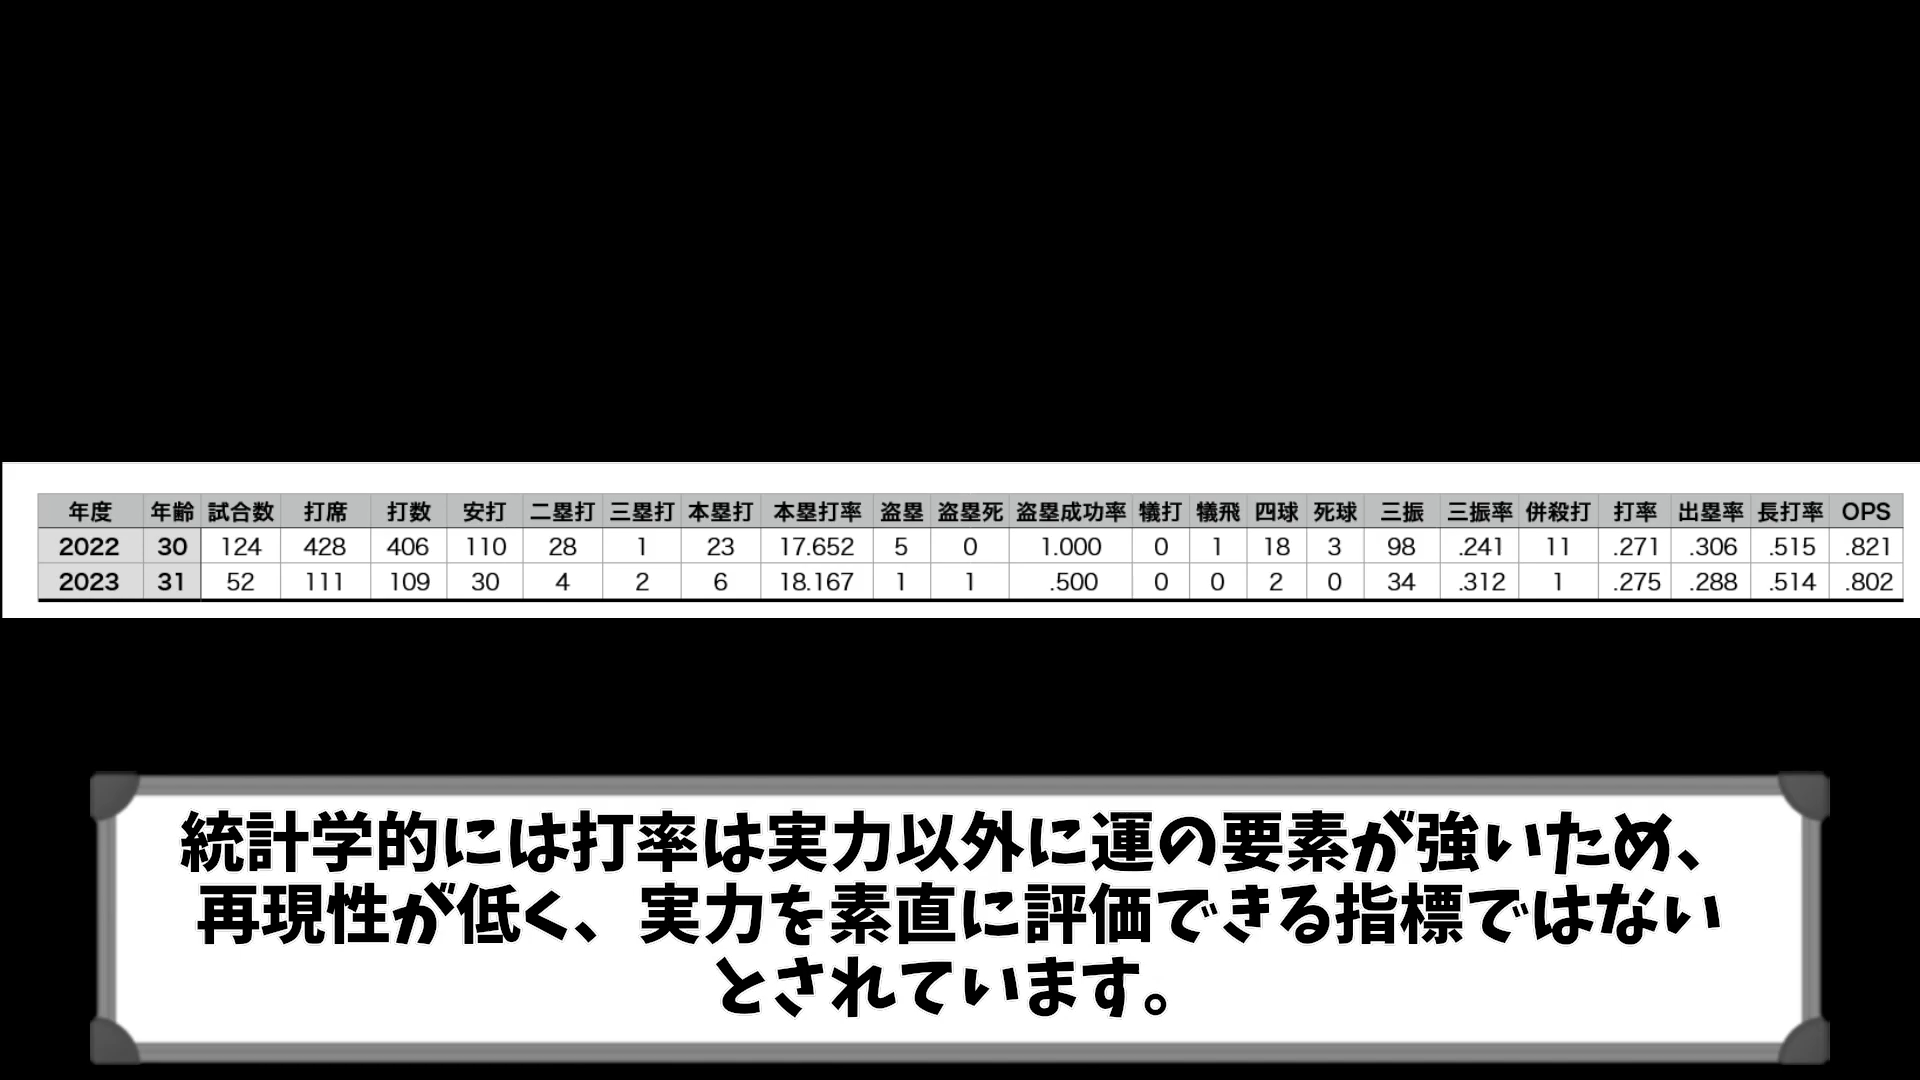 年度 年齢 試合数 打席 打数 安打 二塁打 三塁打 本塁打 本塁打率 盗塁 盗塁死 盗塁成功率 犠打 犠飛 四球 死球 三振 三振率 併殺打 打率 出塁率 長打率 OPS
2022 30 124 428 406 110 28 1 23 17.652 5 0 1.000 0 1 18 3 98 .241 11 .271 .306 .515 .821
2023 31 52 111 109 30 4 2 6 18.167 1 1 .500 0 0 2 0 34 .312 1 .275 .288 .514 .802
統計学的には打率は実力以外に運の要素が強いため、
再現性が低く、実力を素直に評価できる指標ではない
とされています。